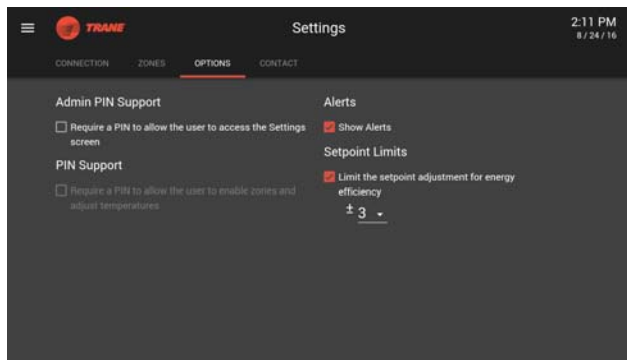 TRANE
Settings
2:11 PM
8 / 24 / 16
CONNECTION ZONES OPTIONS CONTACT
Admin PIN Support
Require a PIN to allow the user to access the Settings
screen
PIN Support
Require a PIN to allow the user to enable zones and
adjust temperatures
Alerts
Show Alerts
Setpoint Limits
Limit the setpoint adjustment for energy
efficiency
± 3